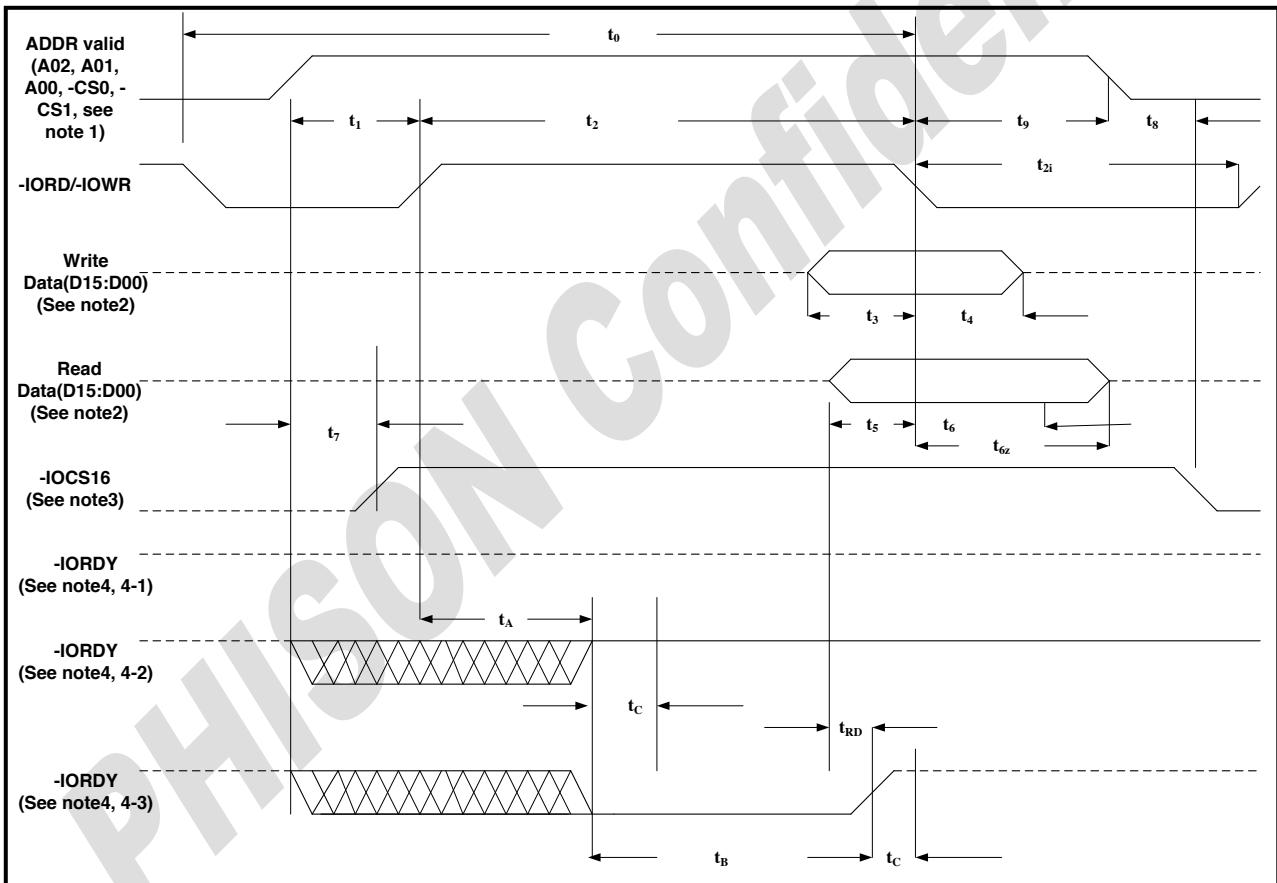 t0
ADDR valid
(A02, A01,
A00, -CS0, -
CS1, see
note 1)
t1
t2
t9
t8
-IORD/-IOWR
t2i
Write
Data(D15:D00)
(See note2)
t3
t4
Read
Data(D15:D00)
(See note2)
t7
t5
t6
t6z
-IOCS16
(See note3)
-IORDY
(See note4, 4-1)
tA
-IORDY
(See note4, 4-2)
tC
tRD
-IORDY
(See note4, 4-3)
tB
tC
PHISON Confiden